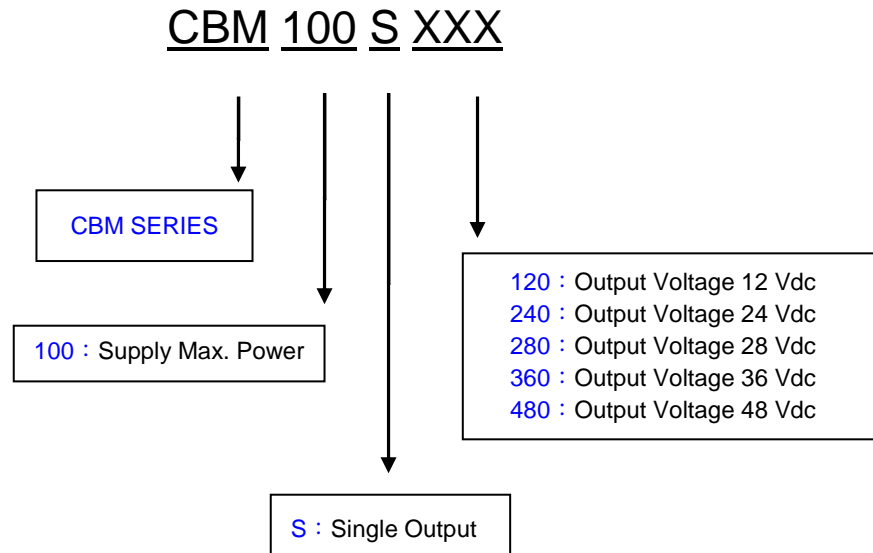 CBM 100 S XXX
CBM SERIES
100：Supply Max. Power
120：Output Voltage 12 Vdc
240：Output Voltage 24 Vdc
280：Output Voltage 28 Vdc
360：Output Voltage 36 Vdc
480：Output Voltage 48 Vdc
S：Single Output